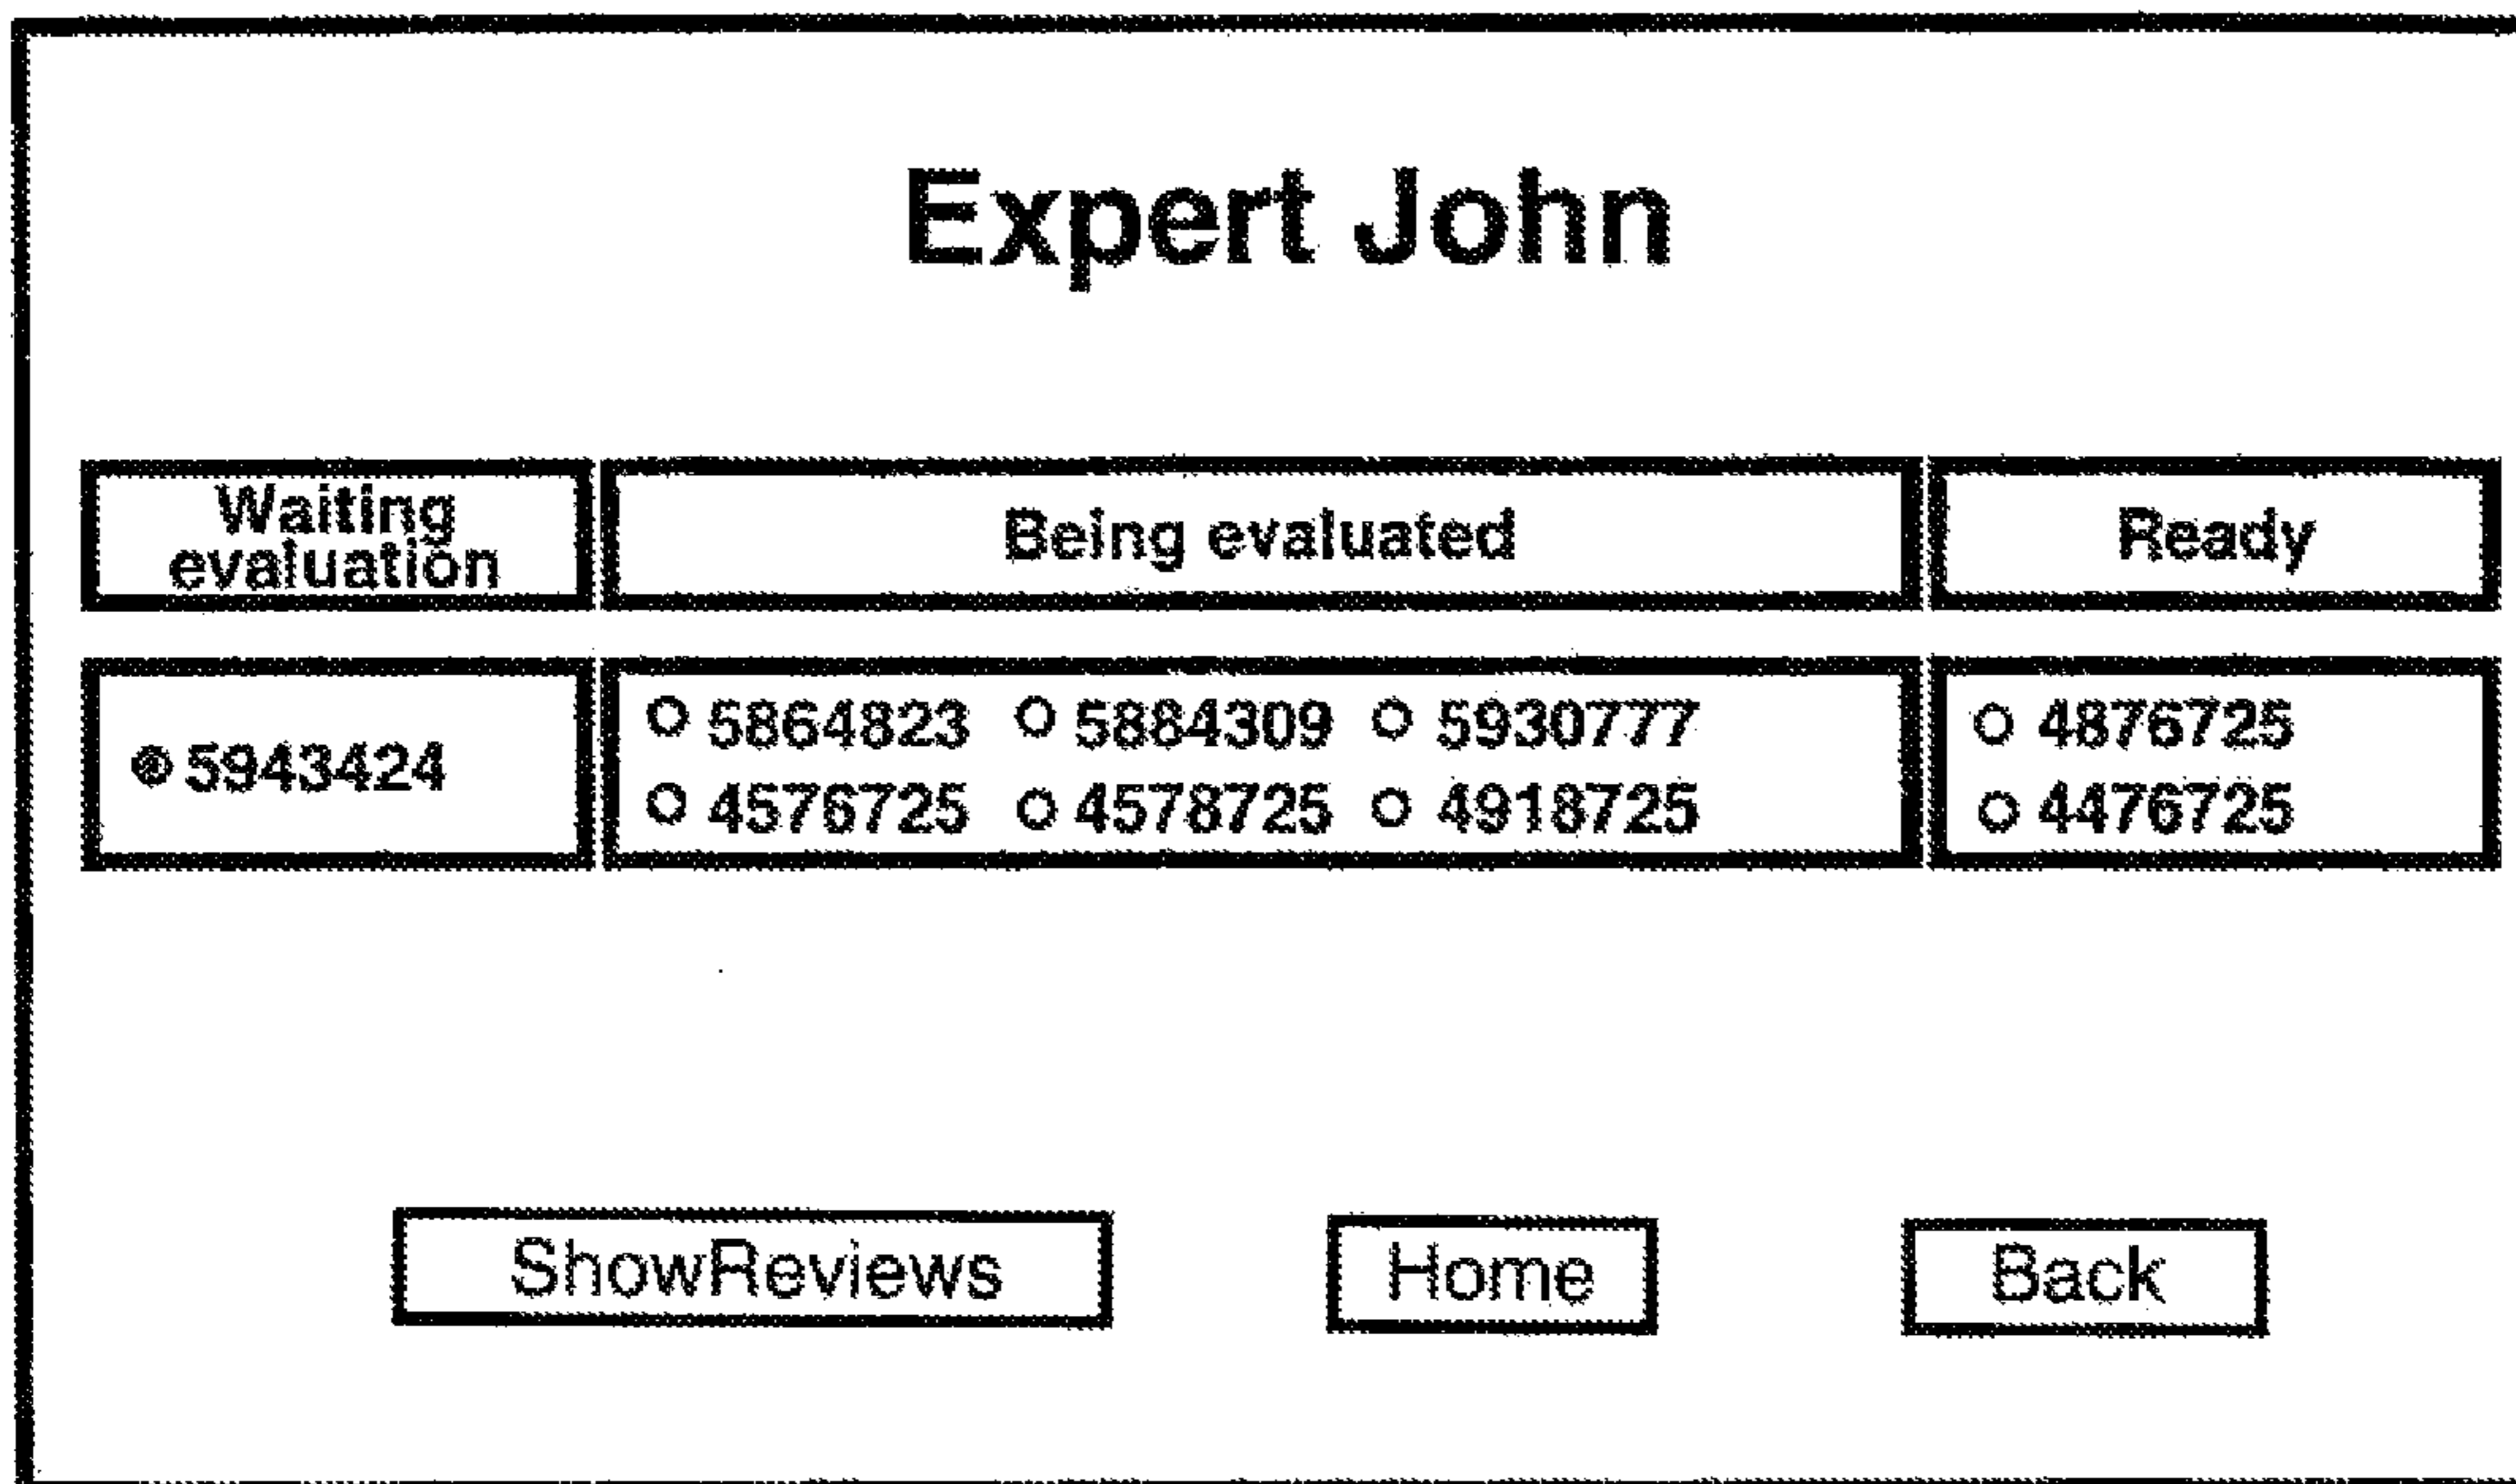 Expert John
Waiting
evaluation
Being evaluated
Ready
5943424
5864823 5884309 5930777
4576725 4578725 4918725
4876725
4476725
ShowReviews Home Back